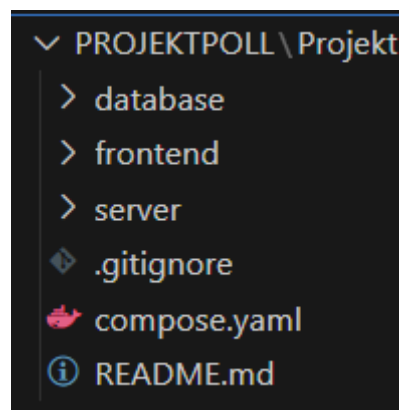 PROJEKTPOLL\Projekt
database
frontend
server
.gitignore
compose.yaml
README.md